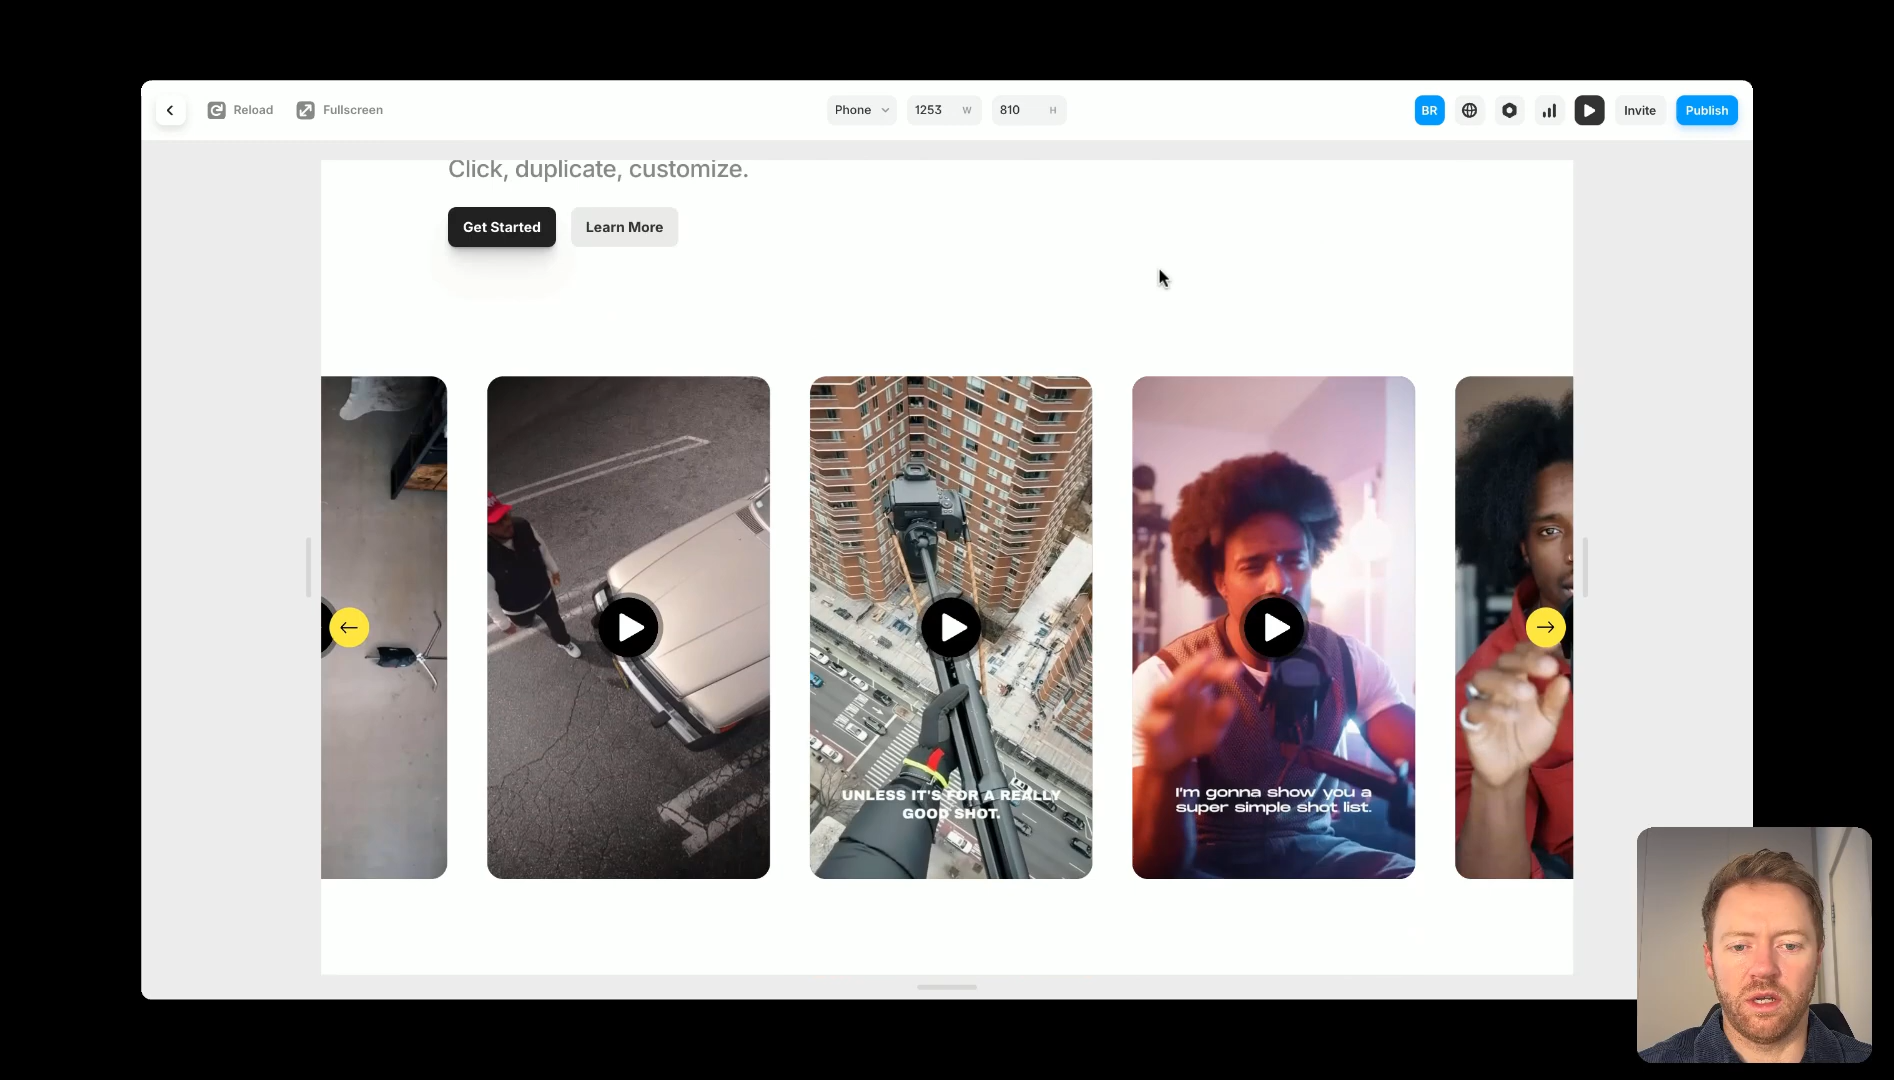 Reload
Fullscreen
Phone
1253 W
810 H
BR
Invite
Publish
Click, duplicate, customize.
Get Started
Learn More
UNLESS IT'S FOR A REALLY
GOOD SHOT.
I'm gonna show you a
super simple shot list.